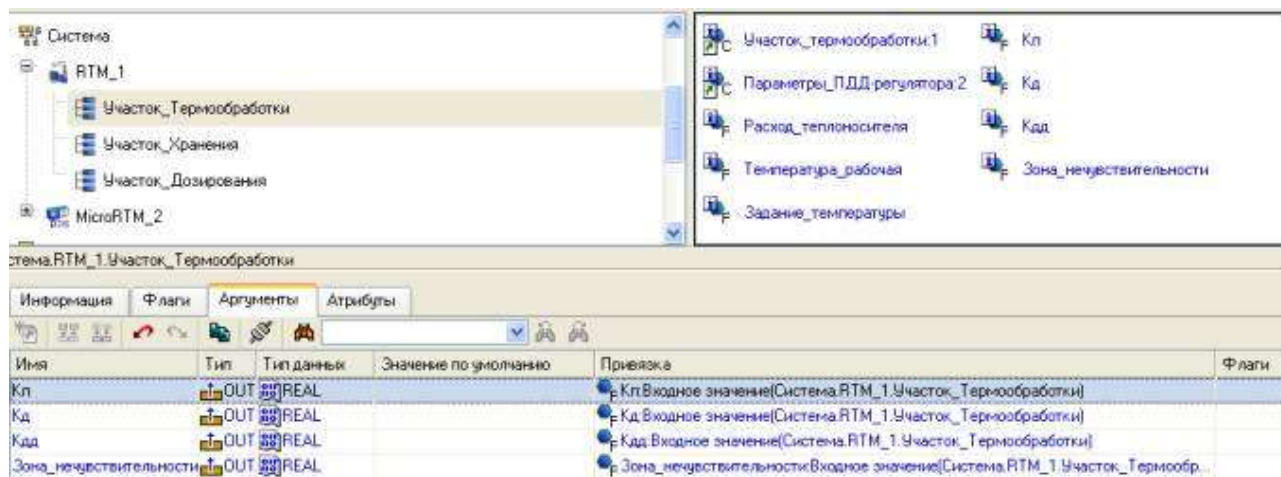 Система
RTM_1
Участок_Термообработки
Участок_Хранения
Участок_Дозирования
MicroRTM_2
Участок_термообработки:1
Параметры_ПДД-регулятора:2
Расход_теплоносителя
Температура_рабочая
Задание_температуры
Кп
Кд
Кдд
Зона_нечувствительности
стема.RTM_1.Участок_Термообработки
Информация Флаги Аргументы Атрибуты
Имя Тип Тип данных Значение по умолчанию Привязка Флаги
Кп OUT REAL Кп:Входное значение(Система.RTM_1.Участок_Термообработки)
Кд OUT REAL Кд:Входное значение(Система.RTM_1.Участок_Термообработки)
Кдд OUT REAL Кдд:Входное значение(Система.RTM_1.Участок_Термообработки)
Зона_нечувствительности OUT REAL Зона_нечувствительности:Входное значение(Система.RTM_1.Участок_Термообр...